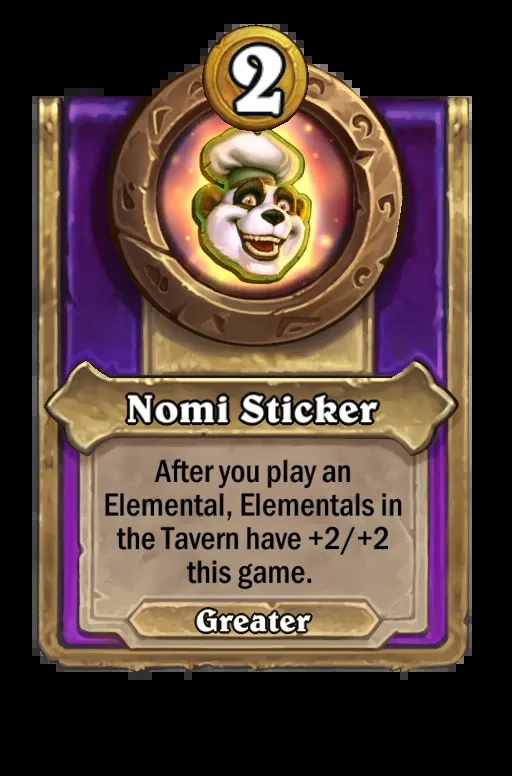 2
Nomi Sticker
After you play an
Elemental, Elementals in
the Tavern have +2/+2
this game.
Greater